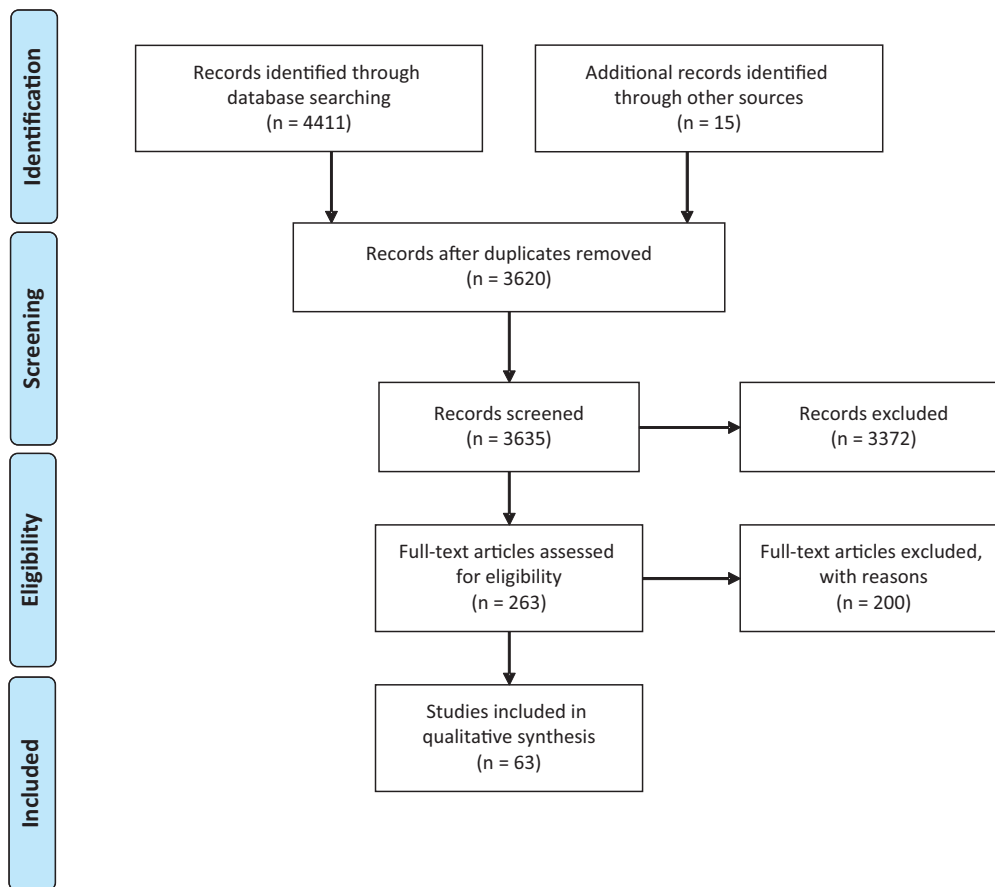 Identification
Records identified through
database searching
(n = 4411)
Additional records identified
through other sources
(n = 15)
Screening
Records after duplicates removed
(n = 3620)
Records screened
(n = 3635)
Records excluded
(n = 3372)
Eligibility
Full-text articles assessed
for eligibility
(n = 263)
Full-text articles excluded,
with reasons
(n = 200)
Included
Studies included in
qualitative synthesis
(n = 63)